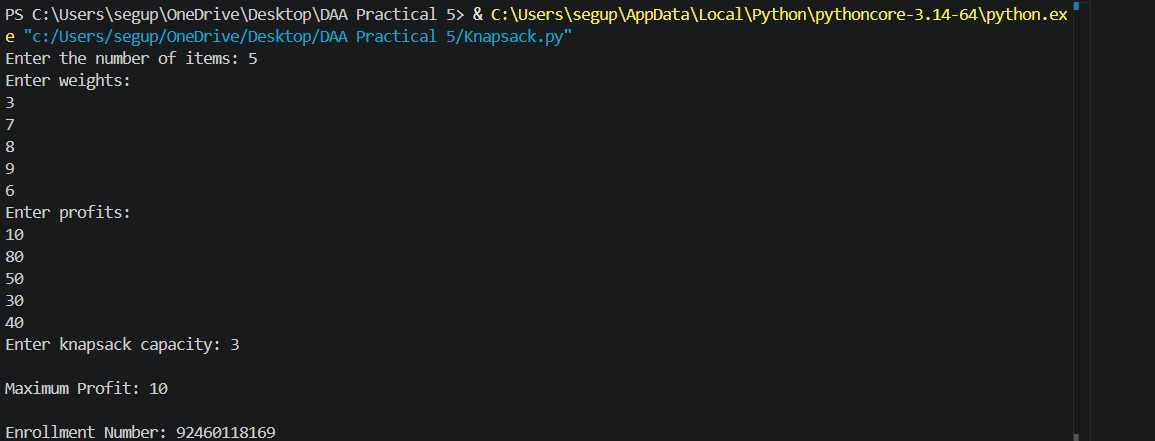 PS C:\Users\segup\OneDrive\Desktop\DAA Practical 5> & C:\Users\segup\AppData\Local\Python\pythoncore-3.14-64\python.ex
e "c:/Users/segup/OneDrive/Desktop/DAA Practical 5/Knapsack.py"
Enter the number of items: 5
Enter weights:
3
7
8
9
6
Enter profits:
10
80
50
30
40
Enter knapsack capacity: 3
Maximum Profit: 10
Enrollment Number: 92460118169